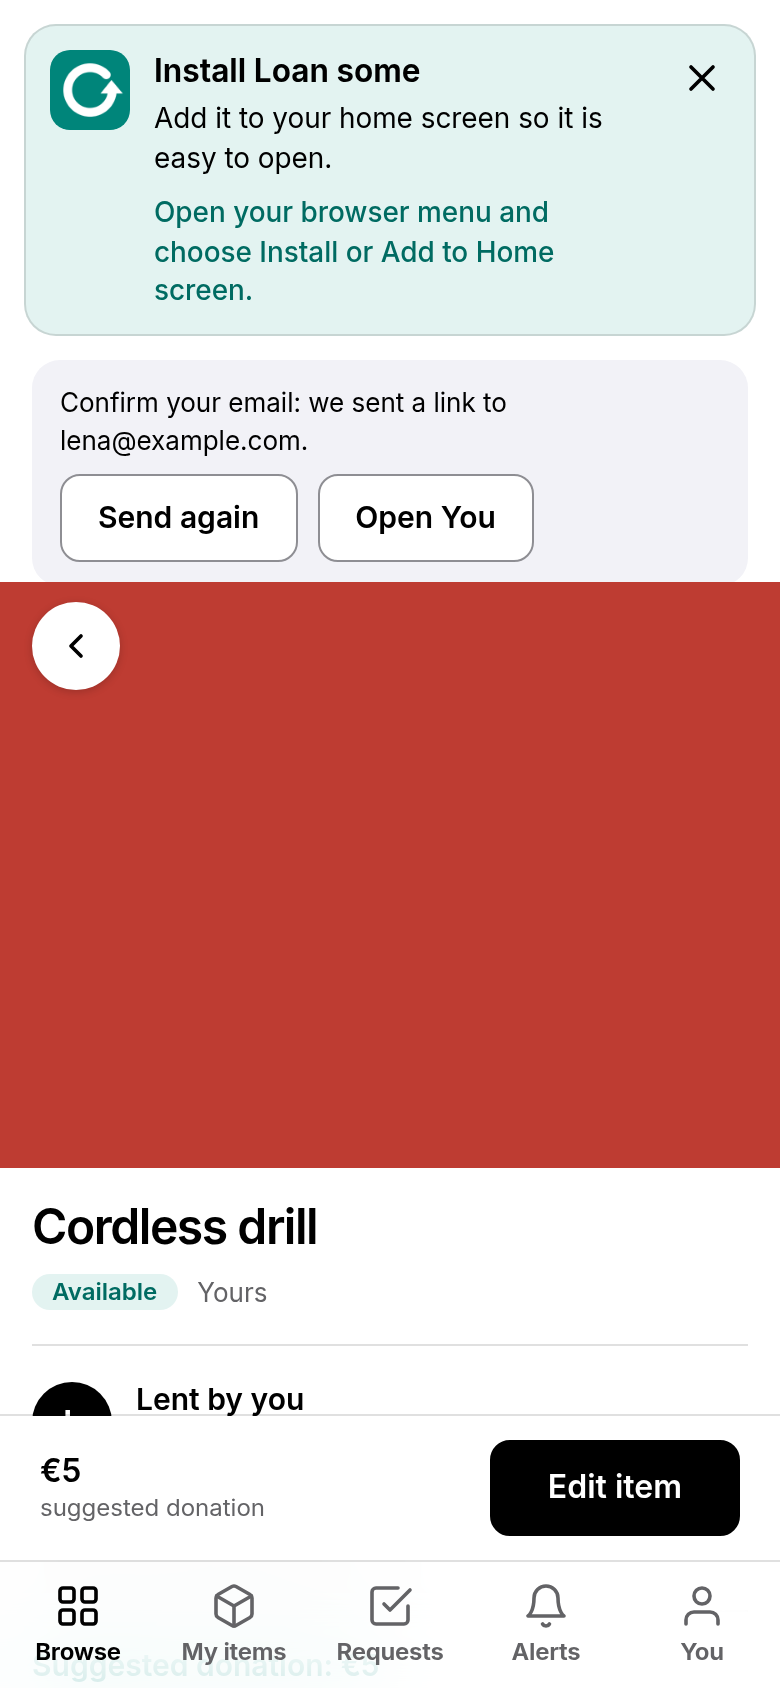 Install Loan some
Add it to your home screen so it is
easy to open.
Open your browser menu and
choose Install or Add to Home
screen.
Confirm your email: we sent a link to
lena@example.com.
Send again
Open You
Cordless drill
Available
Yours
Lent by you
€5
suggested donation
Edit item
Browse
My items
Requests
Alerts
You
Suggested donation: €5